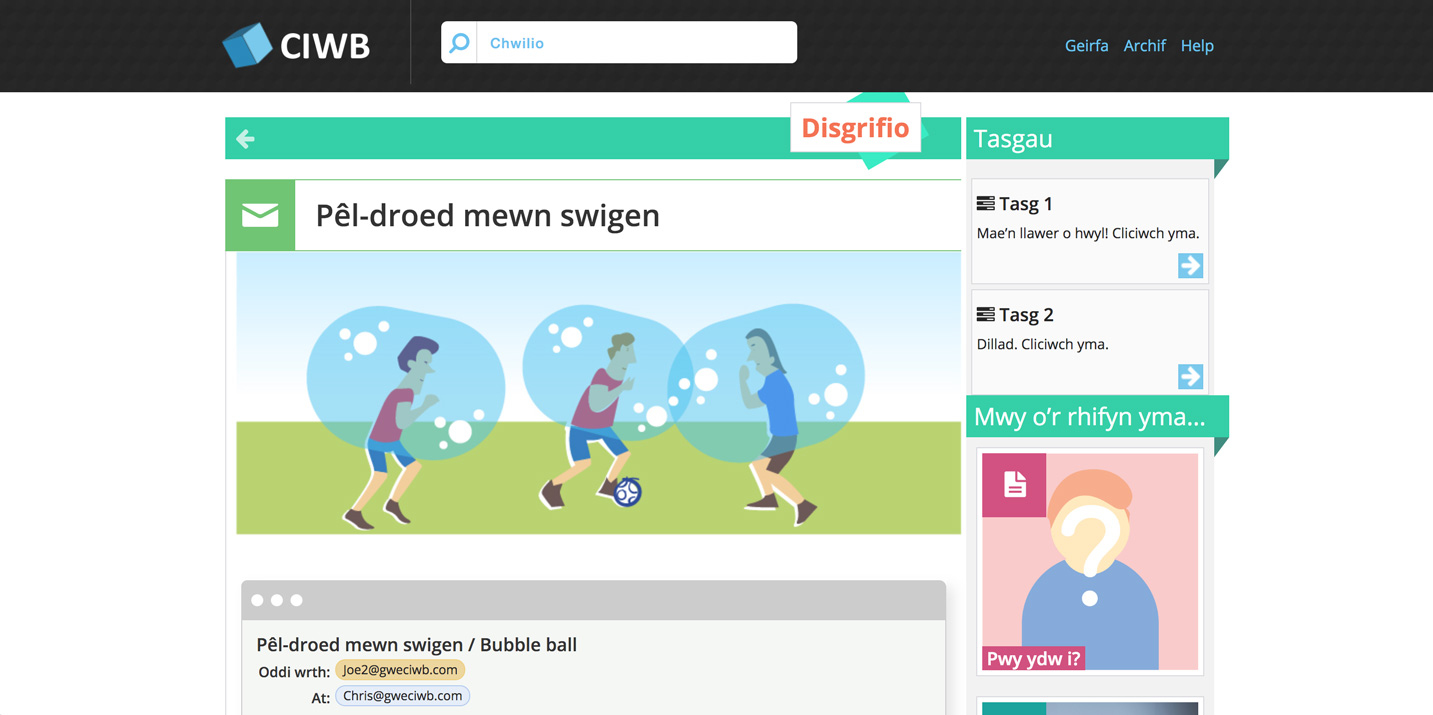 CIWB
Chwilio
Geirfa Archif Help
Disgrifio
Pêl-droed mewn swigen
Pêl-droed mewn swigen / Bubble ball
Oddi wrth: Joe2@gweciwb.com
At: Chris@gweciwb.com
Tasgau
Tasg 1
Mae’n llawer o hwyl! Cliciwch yma.
Tasg 2
Dillad. Cliciwch yma.
Mwy o’r rhifyn yma...
?
Pwy ydw i?